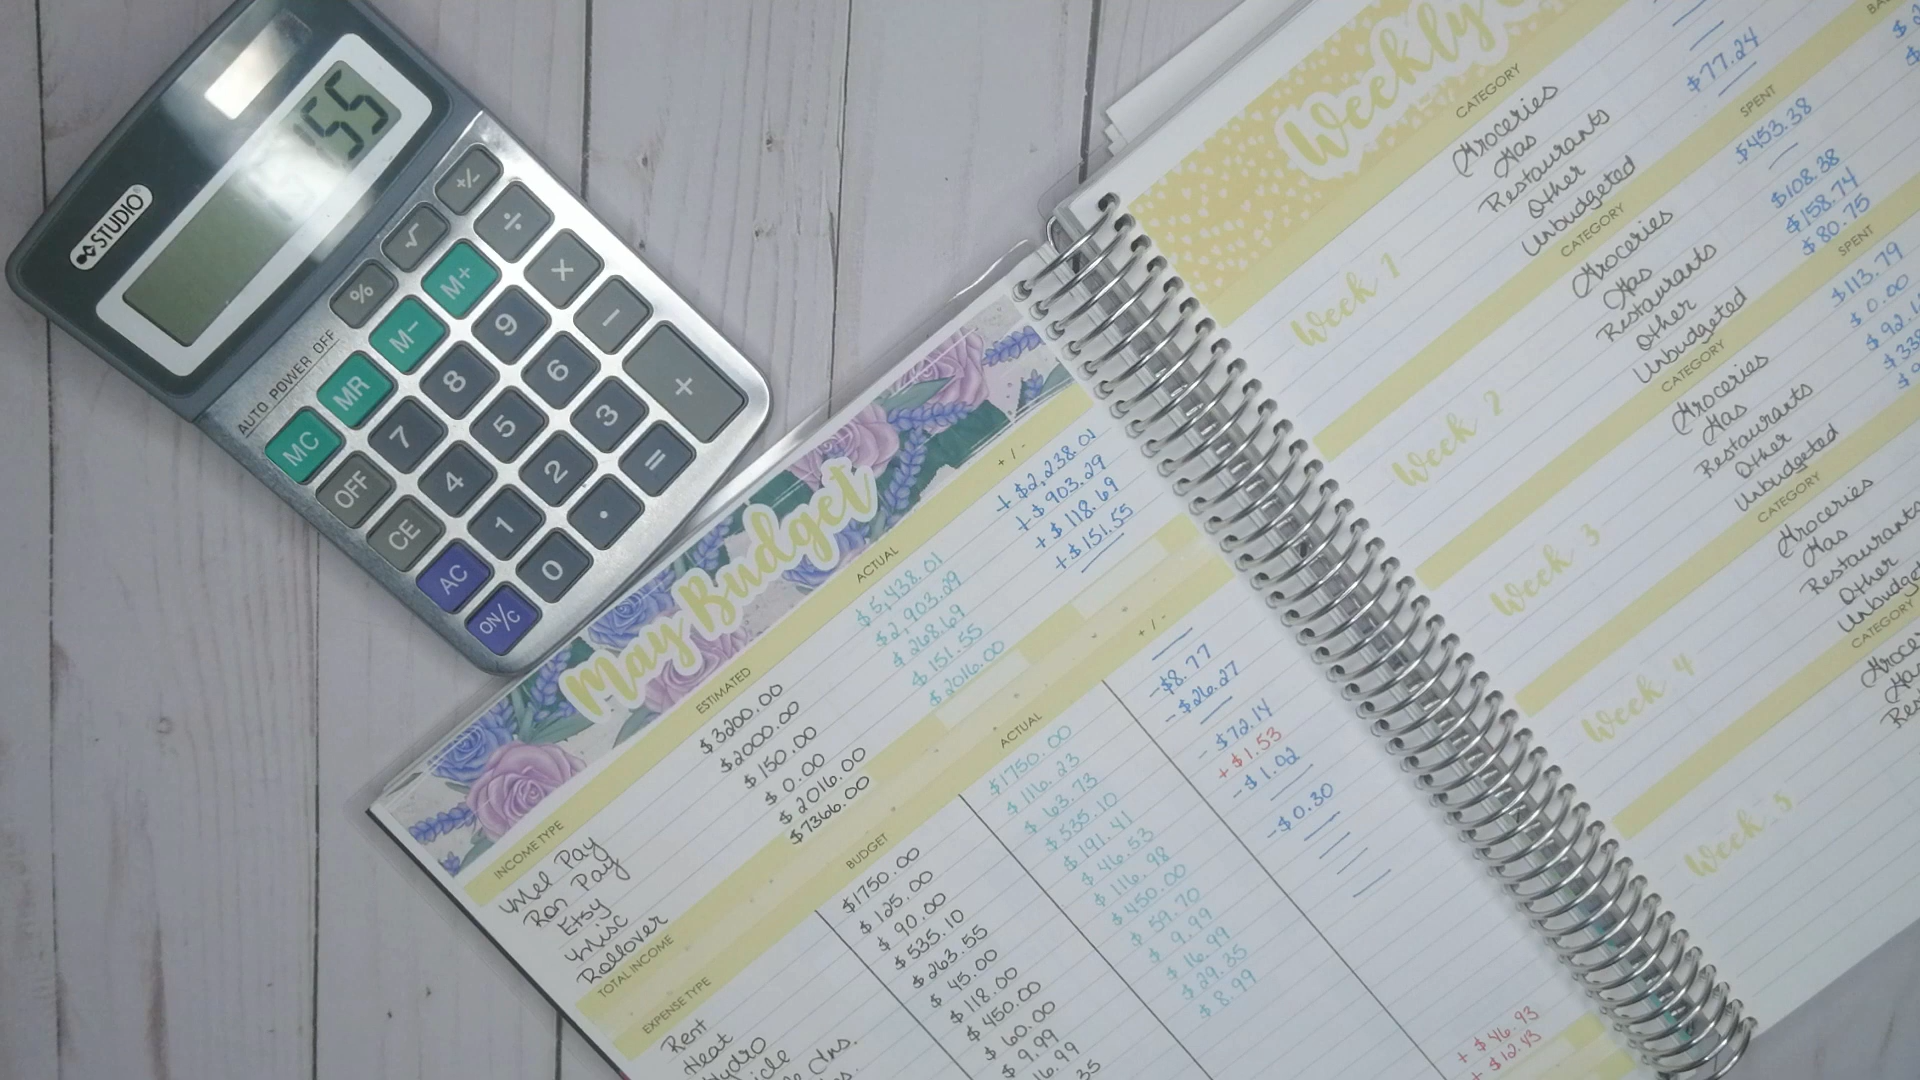 '55
STUDIO
AUTO POWER OFF
+/-
√
%
÷
M+
M−
MR
MC
×
9
8
7
OFF
−
6
5
4
CE
+
3
2
1
AC
=
.
0
ON/C
May Budget
INCOME TYPE ESTIMATED ACTUAL +/-
Mel Pay $3200.00 $5,438.01 +$2,238.01
Ron Pay $2000.00 $2,903.29 +$903.29
Etsy $150.00 $268.69 +$118.69
Misc $0.00 $151.55 +$151.55
Rollover $2016.00 $2016.00
TOTAL INCOME $7366.00
EXPENSE TYPE BUDGET ACTUAL +/-
Rent $1750.00 $1750.00
Heat $125.00 $116.23 -$8.77
Hydro $90.00 $63.73 -$26.27
$535.10 $535.10
Ins. $263.55 $191.41 -$72.14
$45.00 $46.53 +$1.53
$118.00 $116.98 -$1.02
$450.00 $450.00
$60.00 $59.70 -$0.30
9.99 $9.99
16.99 $16.99
35 $29.35
$8.99
+$46.93
+$12.43
Weekly
CATEGORY
Week 1
Groceries
Gas
Restaurants
Other
Unbudgeted $77.24
CATEGORY SPENT
Week 2
Groceries $453.38
Gas
Restaurants $108.38
Other $158.74
Unbudgeted $80.75
CATEGORY SPENT
Week 3
Groceries $113.79
Gas $0.00
Restaurants
Other
Unbudgeted
CATEGORY
Week 4
Groceries
Gas
Restaurants
Other
Unbudget
CATEGORY
Week 5